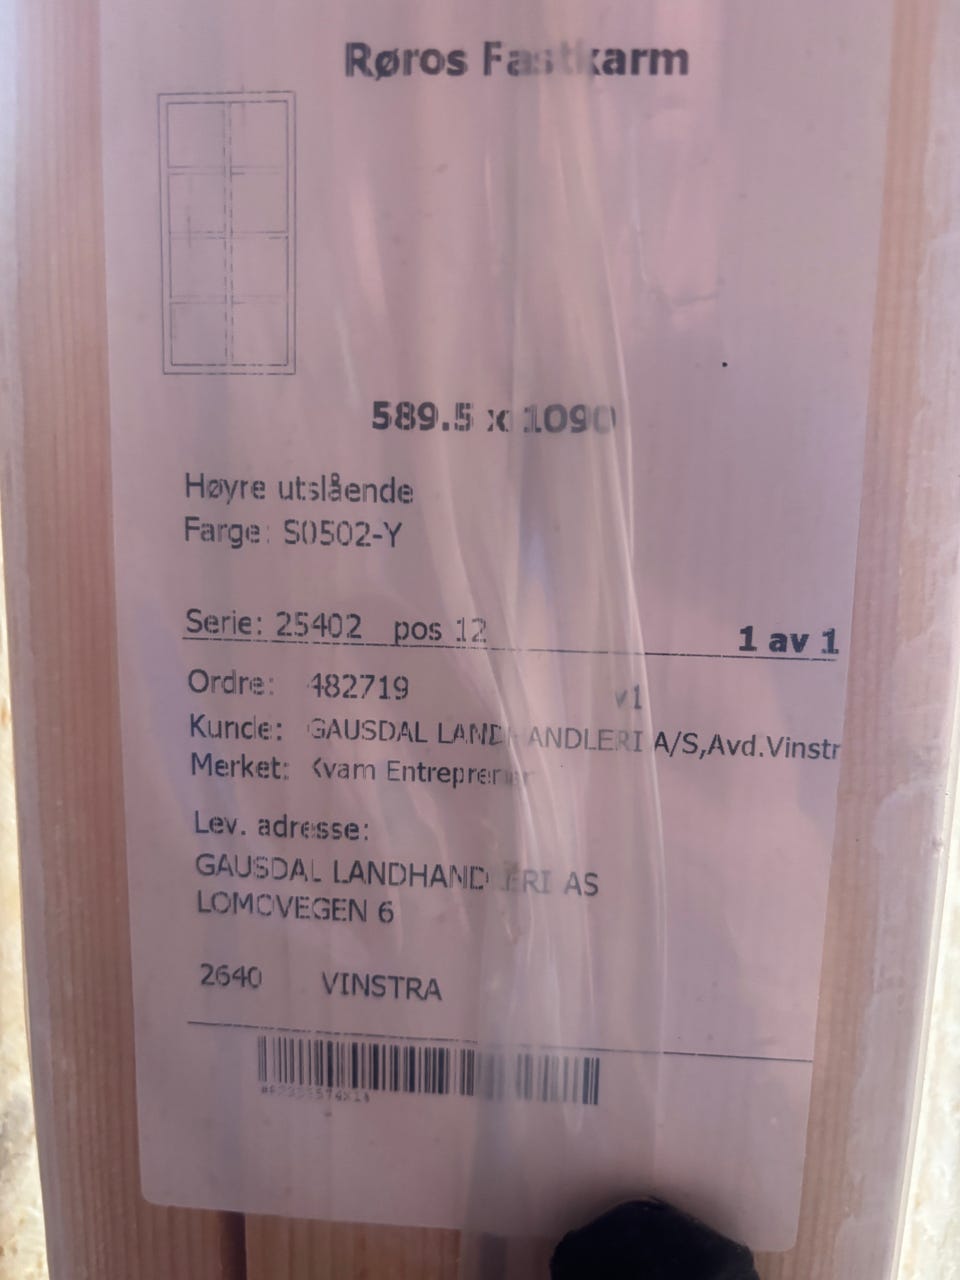 Røros Fastkarm
589.5 x 1090
Høyre utslående
Farge: S0502-Y
Serie: 25402 pos 12
1 av 1
Ordre: 482719 v1
Kunde: GAUSDAL LANDHANDLERI A/S,Avd.Vinstr
Merket: Kvam Entreprenør
Lev. adresse:
GAUSDAL LANDHANDLERI AS
LOMOVEGEN 6
2640 VINSTRA